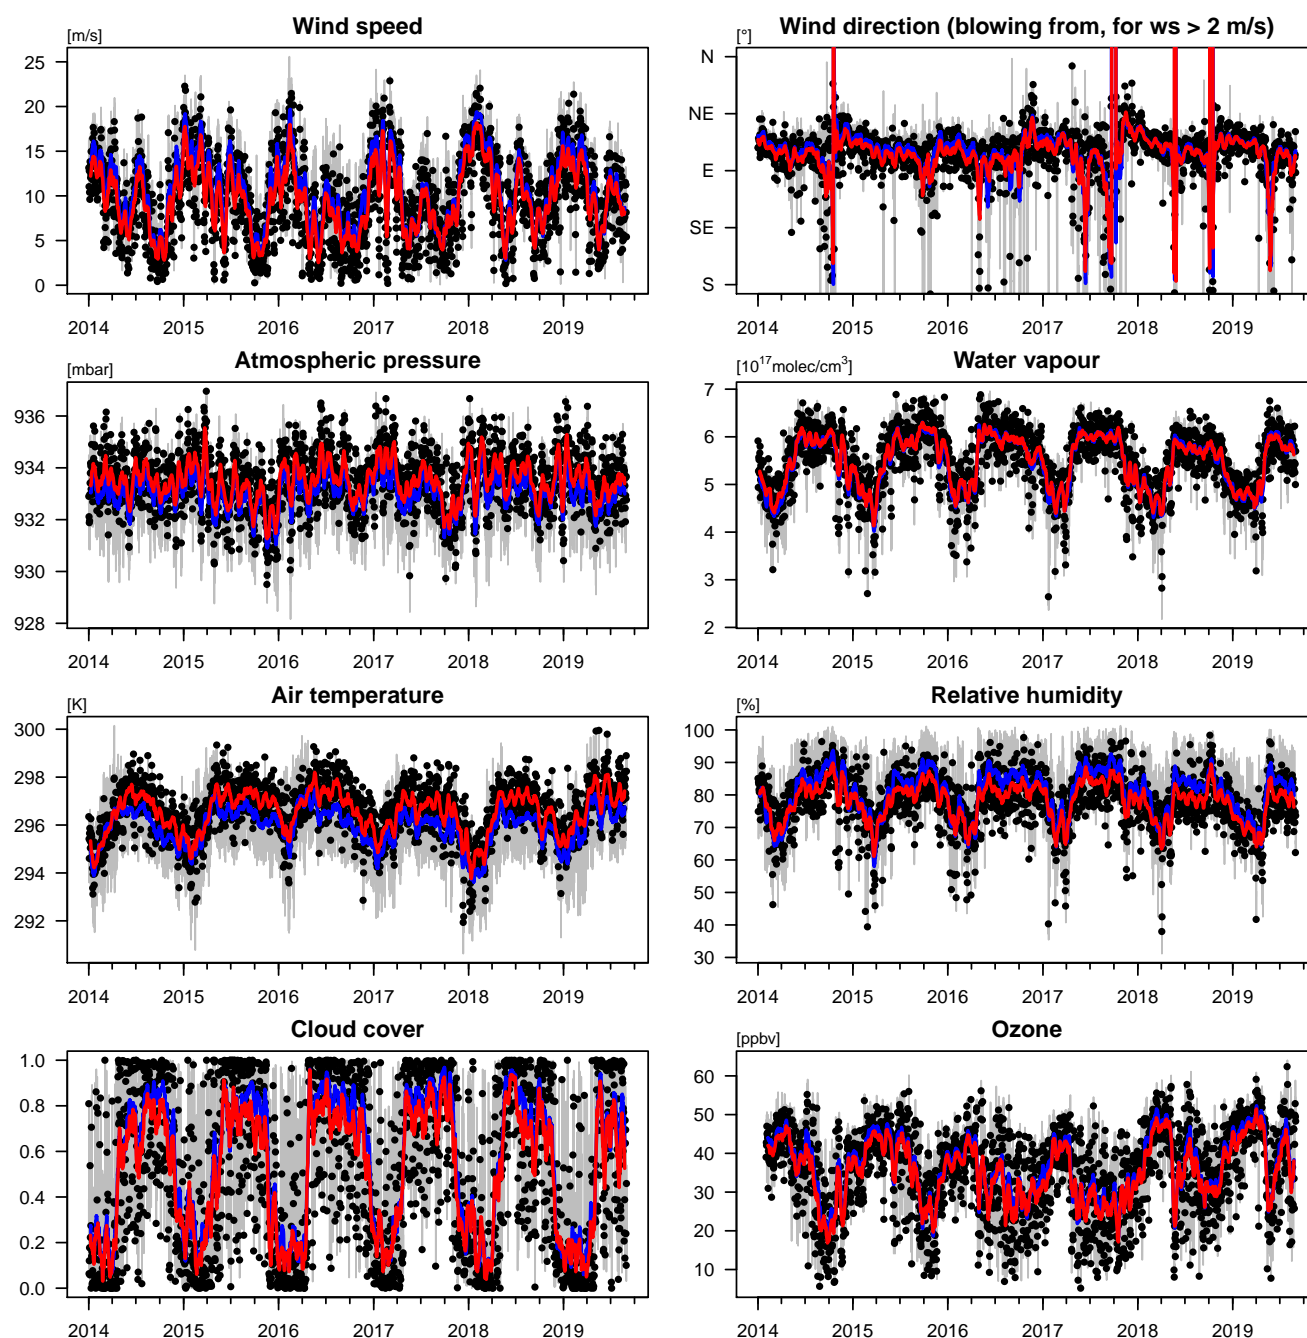 Wind speed
[m/s]
25
20
15
10
5
0
2014 2015 2016 2017 2018 2019
Wind direction (blowing from, for ws > 2 m/s)
[°]
N
NE
E
SE
S
2014 2015 2016 2017 2018 2019
Atmospheric pressure
[mbar]
936
934
932
930
928
2014 2015 2016 2017 2018 2019
Water vapour
[10¹⁷molec/cm³]
7
6
5
4
3
2
2014 2015 2016 2017 2018 2019
Air temperature
[K]
300
298
296
294
292
2014 2015 2016 2017 2018 2019
Relative humidity
[%]
100
90
80
70
60
50
40
30
2014 2015 2016 2017 2018 2019
Cloud cover
1.0
0.8
0.6
0.4
0.2
0.0
2014 2015 2016 2017 2018 2019
Ozone
[ppbv]
60
50
40
30
20
10
2014 2015 2016 2017 2018 2019